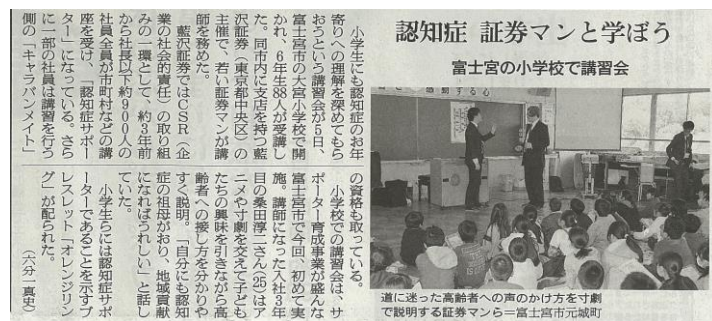 認知症 証券マンと学ぼう
富士宮の小学校で講習会
小学生にも認知症のお年
寄りへの理解を深めてもら
おうという講習会が5日、
富士宮市の大宮小学校で開
かれ、6年生88人が受講し
た。同市内に支店を持つ藍
沢証券(東京都中央区)の
主催で、若い証券マンが講
師を務めた。
藍沢証券ではCSR(企
業の社会的責任)の取り組
みの一環として、約3年前
から社長以下約900人の
社員全員が市町村などの講
座を受け、「認知症サポー
ター」になっている。さら
に一部の社員は講習を行う
側の「キャラバンメイト」
の資格も取っている。
小学校での講習会は、サ
ポーター育成事業が盛んな
富士宮市で今回、初めて実
施。講師になった入社3年
目の桑田淳二さん(25)はア
ニメや寸劇を交えて子ども
たちの興味を引きながら高
齢者への接し方を分かりや
すく説明。「自分にも認知
症の祖母がおり、地域貢献
になればうれしい」と話し
ていた。
小学生らには認知症サポ
ーターであることを示すブ
レスレット「オレンジリン
グ」が配られた。
(六分一真史)
道に迷った高齢者への声のかけ方を寸劇
で説明する証券マンら=富士宮市元城町